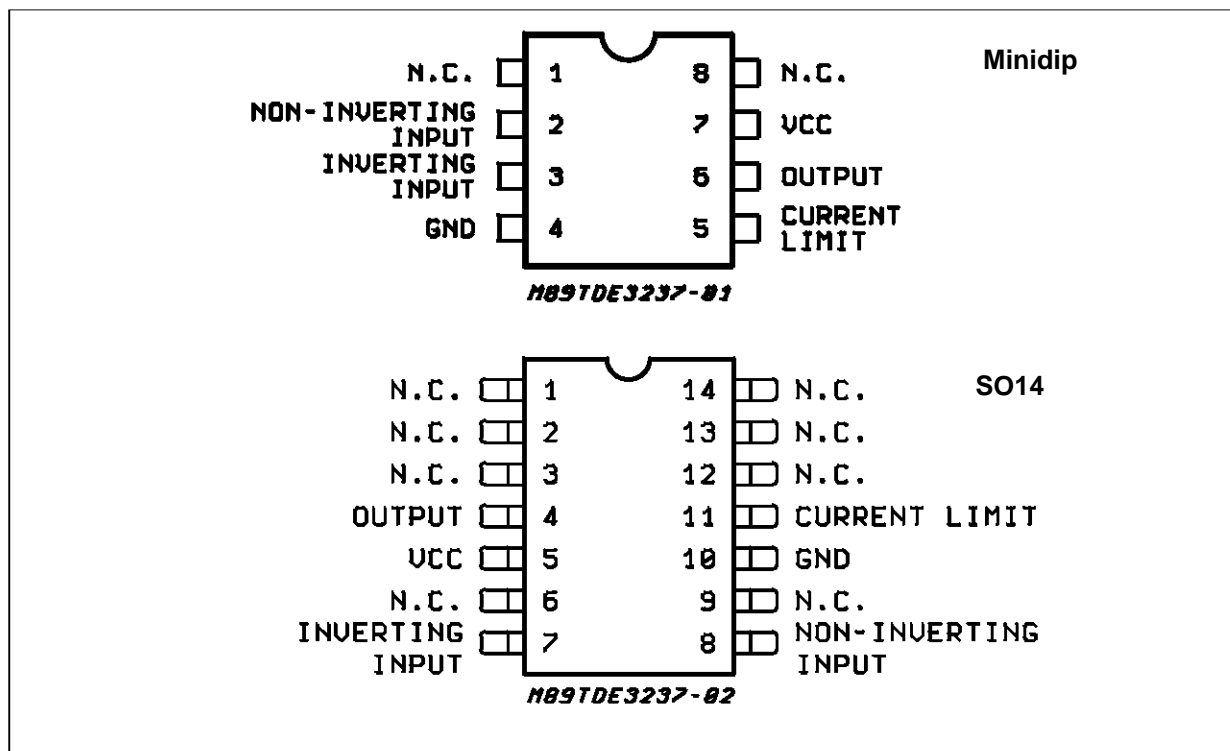 Minidip
N.C. 1 8 N.C.
NON-INVERTING
INPUT 2 7 VCC
INVERTING
INPUT 3 6 OUTPUT
GND 4 5 CURRENT
LIMIT
M89TDE3237-01
SO14
N.C. 1 14 N.C.
N.C. 2 13 N.C.
N.C. 3 12 N.C.
OUTPUT 4 11 CURRENT LIMIT
VCC 5 10 GND
N.C. 6 9 N.C.
INVERTING
INPUT 7 8 NON-INVERTING
INPUT
M89TDE3237-02